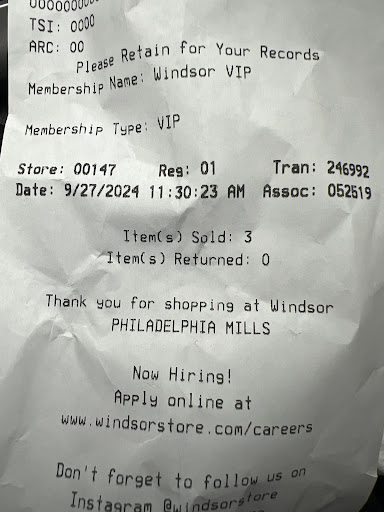 TSI: 0000
ARC: 00
Please Retain for Your Records
Membership Name: Windsor VIP
Membership Type: VIP
Store: 00147 Reg: 01 Tran: 246992
Date: 9/27/2024 11:30:23 AM Assoc: 052519
Item(s) Sold: 3
Item(s) Returned: 0
Thank you for shopping at Windsor
PHILADELPHIA MILLS
Now Hiring!
Apply online at
www.windsorstore.com/careers
Don't forget to follow us on
Instagram @windsorstore